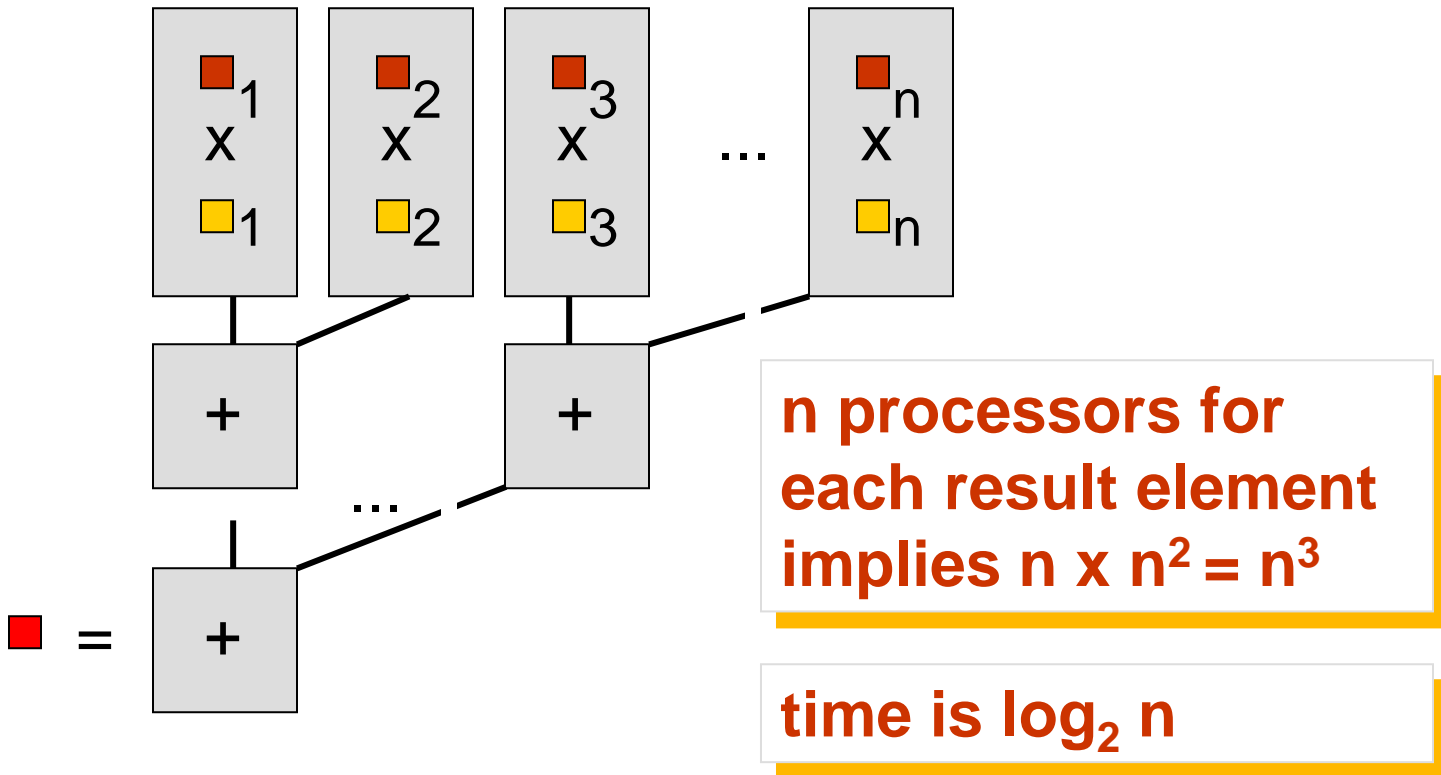 1 2 3 n
x x x ... x
1 2 3 n
+ +
n processors for
each result element
implies n x n² = n³
...
= +
time is log₂ n